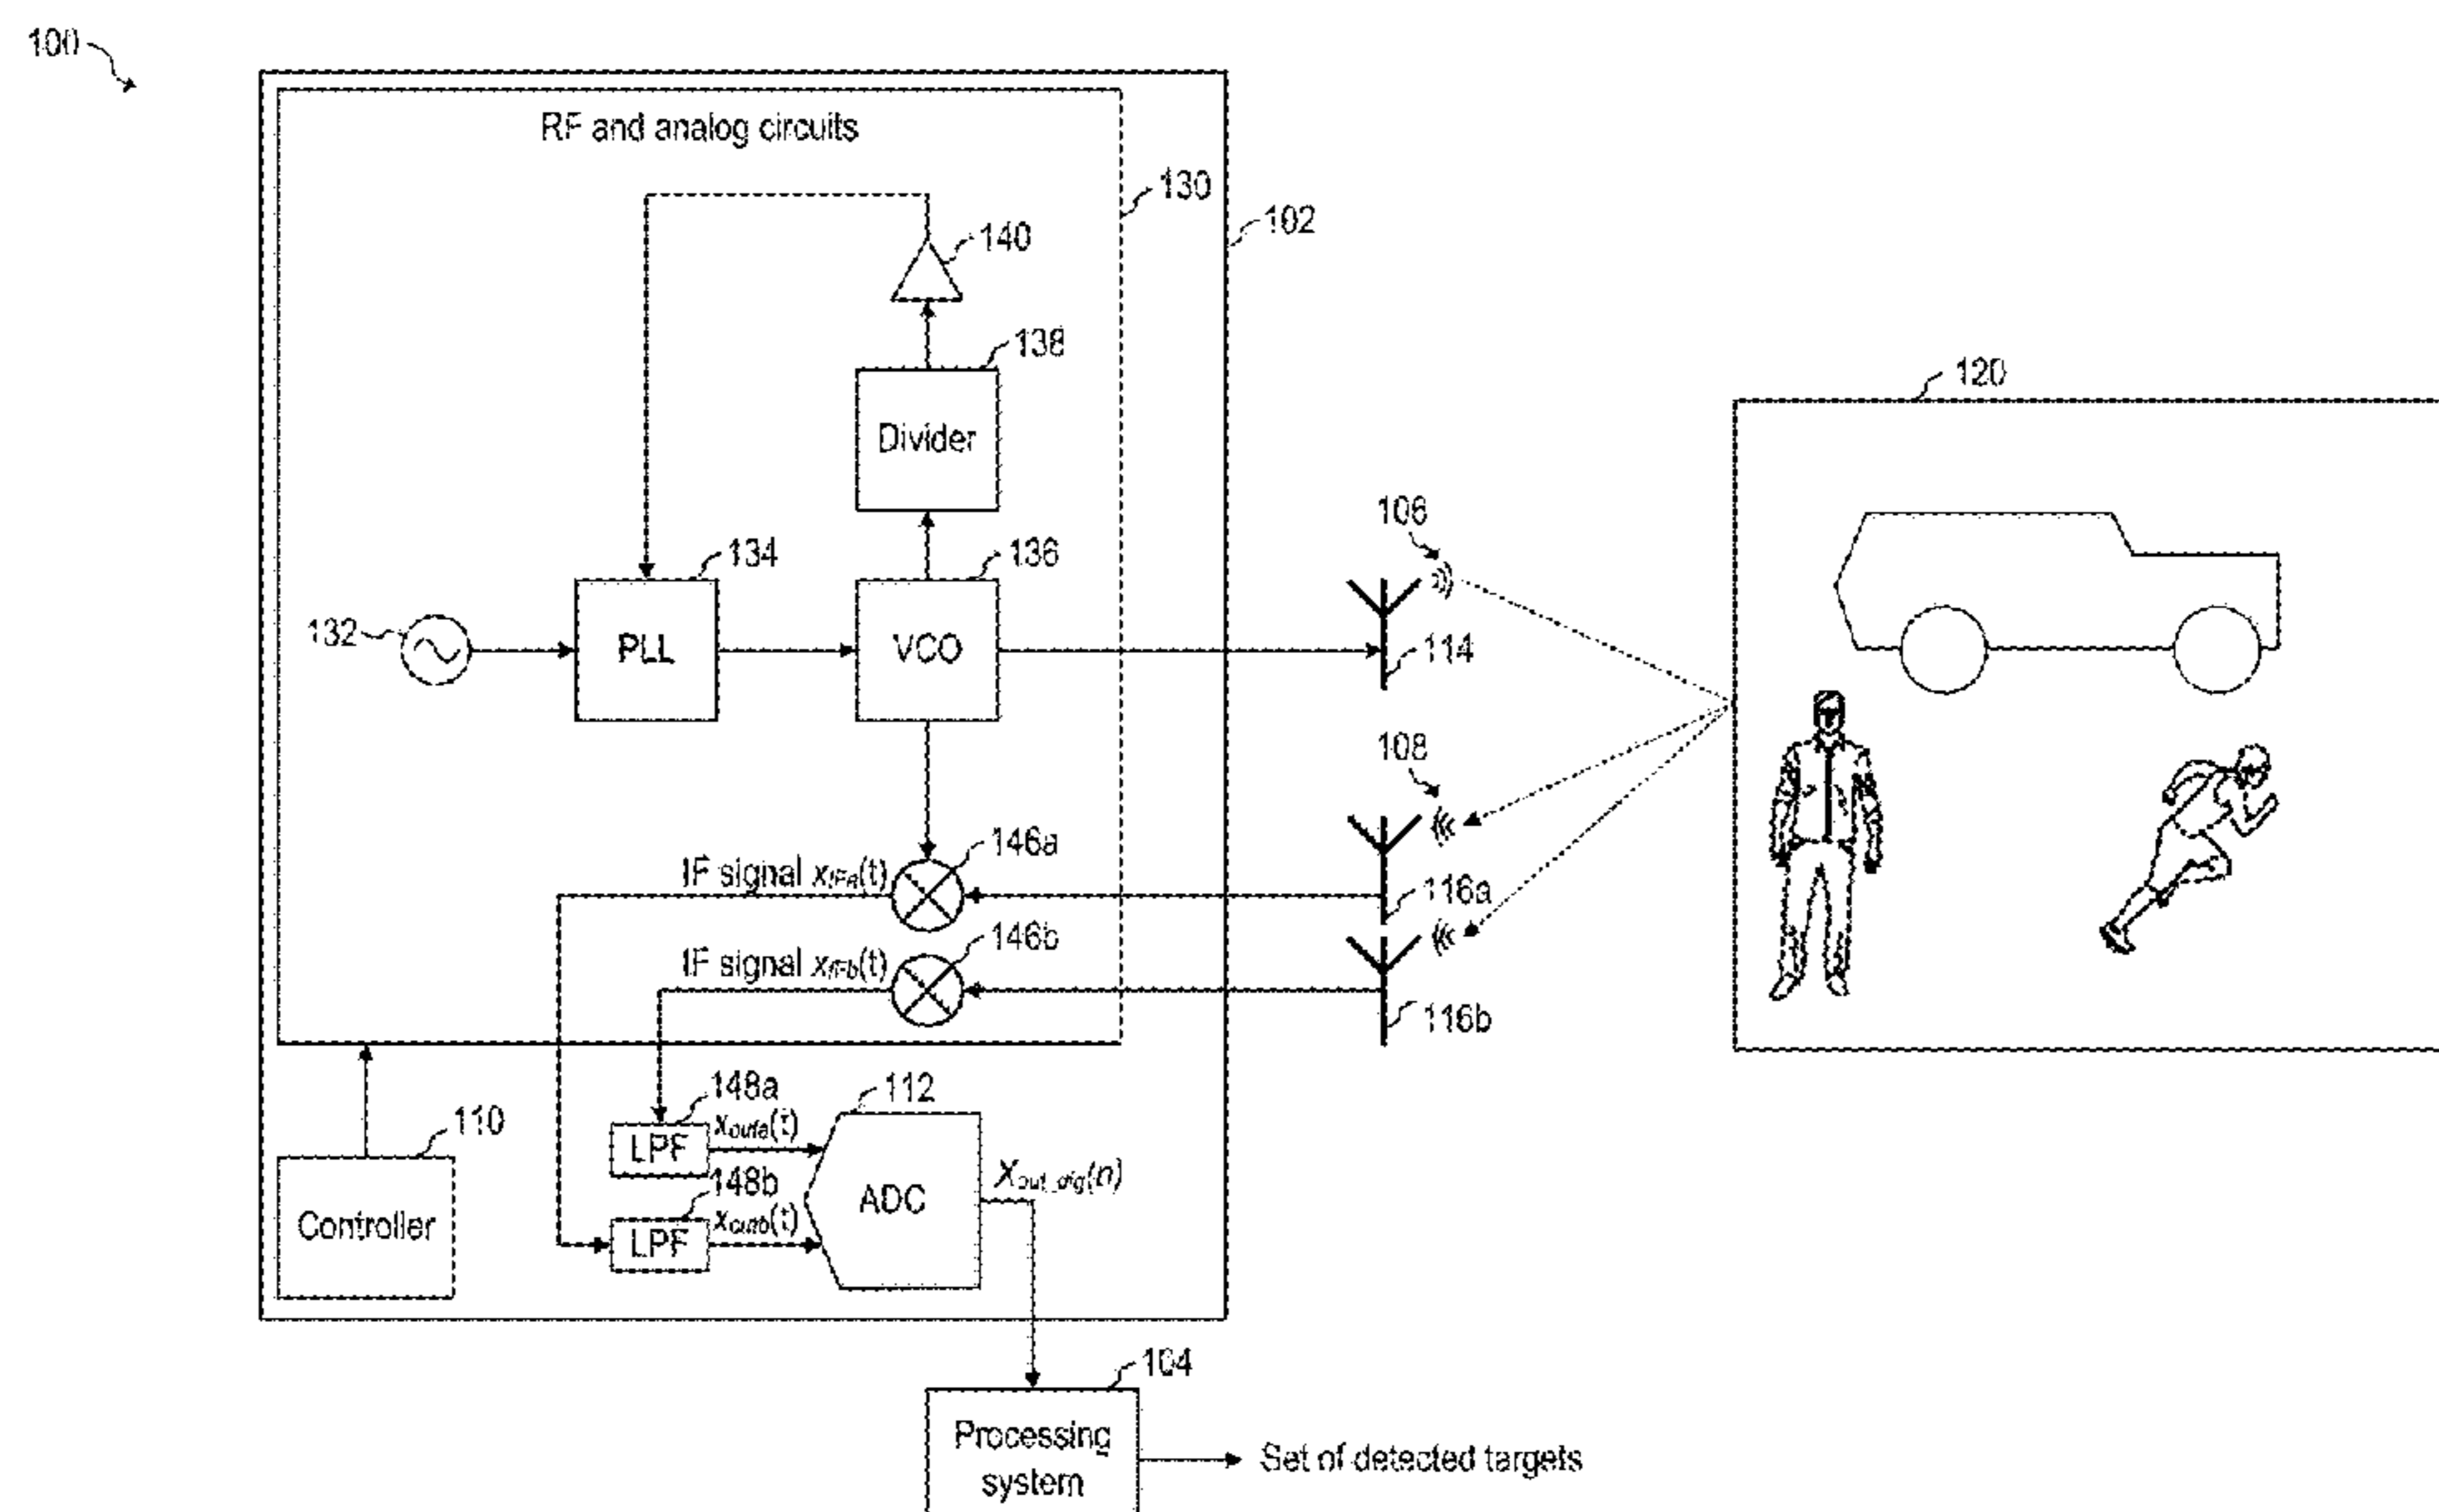 100
RF and analog circuits
130
102
140
138
Divider
120
106
134
136
132
PLL
VCO
114
108
146a
IF signal x_IFa(t)
116a
146b
IF signal x_IFb(t)
116b
148a
112
x_outa(t)
110
LPF
148b
X_out_dig(n)
ADC
x_outb(t)
Controller
LPF
104
Processing
system
Set of detected targets